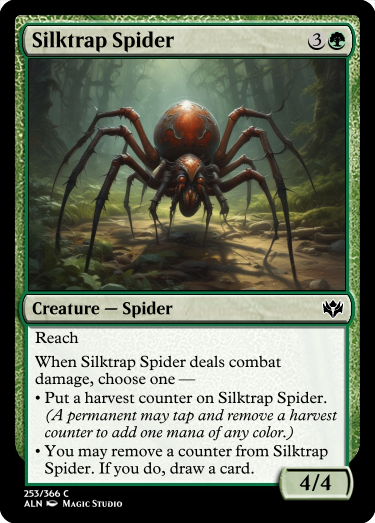 Silktrap Spider 3
Creature — Spider
Reach
When Silktrap Spider deals combat
damage, choose one —
• Put a harvest counter on Silktrap Spider.
(A permanent may tap and remove a harvest
counter to add one mana of any color.)
• You may remove a counter from Silktrap
Spider. If you do, draw a card.
4/4
253/366 C
ALN Magic Studio